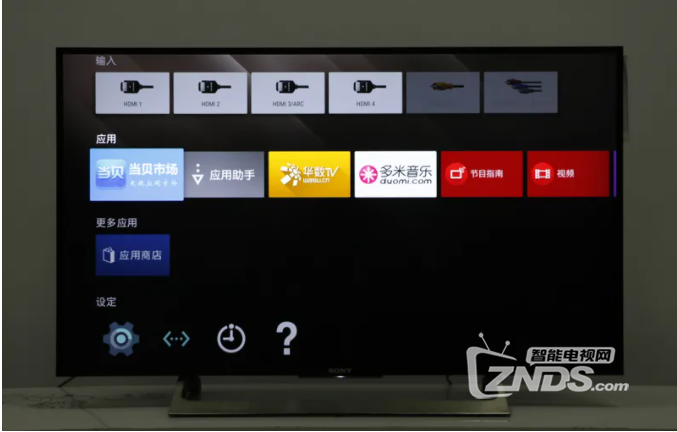 输入
HDMI 1
HDMI 2
HDMI 3/ARC
HDMI 4
应用
当贝
当贝市场
应用助手
华数TV
wasu.cn
多米音乐
duomi.com
节目指南
视频
更多应用
应用商店
设定
?
SONY
智能电视网
ZNDS.com